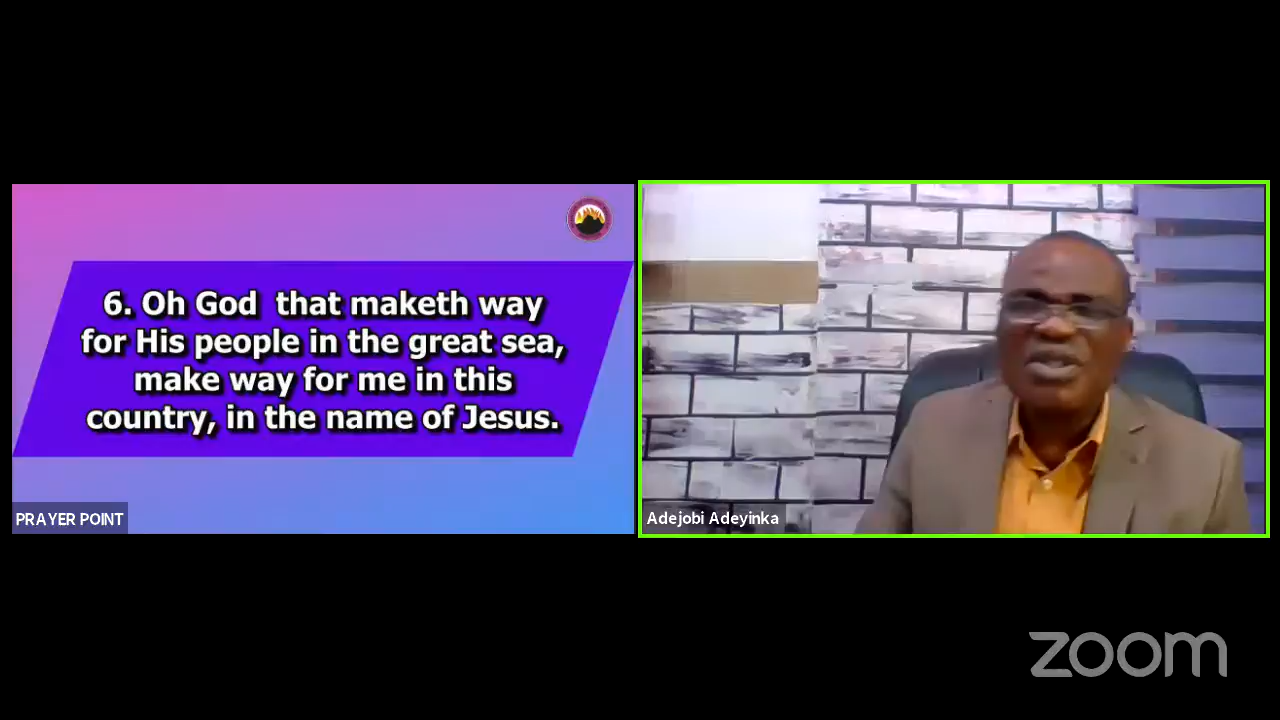 6. Oh God that maketh way
for His people in the great sea,
make way for me in this
country, in the name of Jesus.
PRAYER POINT
Adejobi Adeyinka
zoom